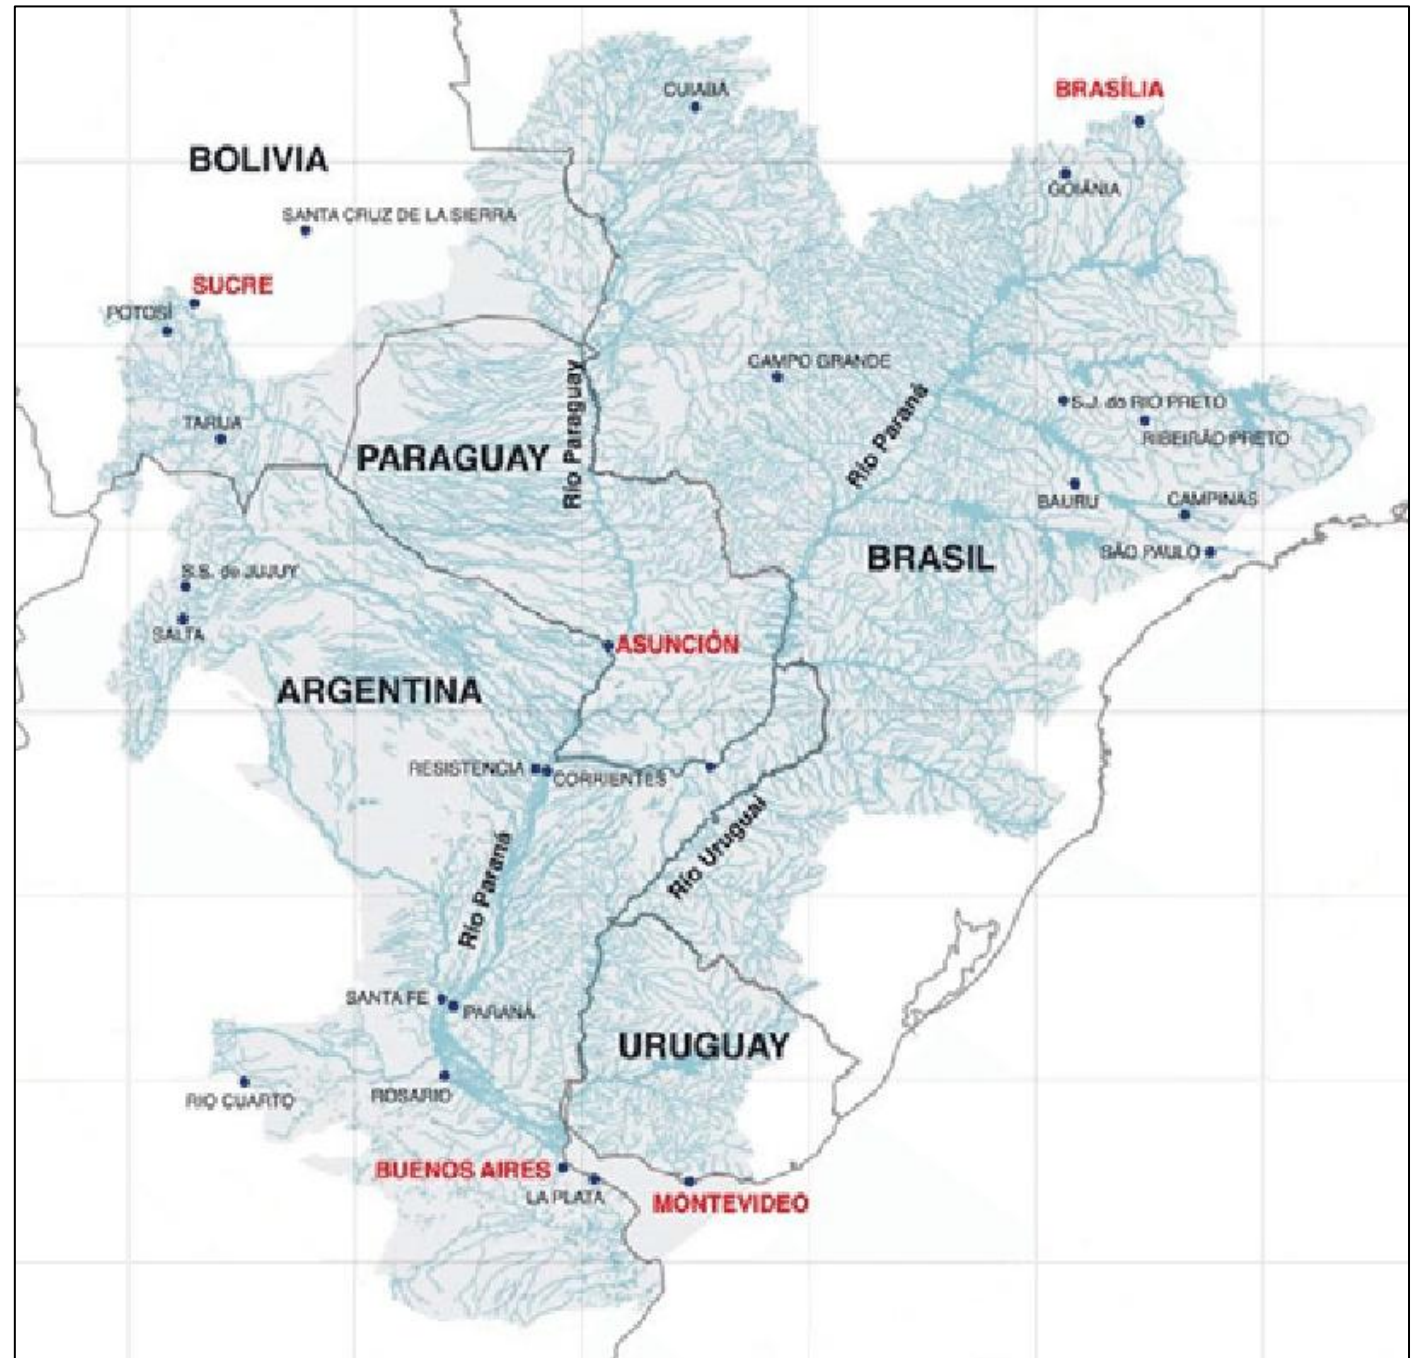 CUIABÁ
BRASÍLIA
BOLIVIA
GOIÂNIA
SANTA CRUZ DE LA SIERRA
SUCRE
POTOSÍ
CAMPO GRANDE
Río Paraguay
Río Paraná
S.J. do RIO PRETO
TARIJA
RIBEIRÃO PRETO
PARAGUAY
BAURU
CAMPINAS
BRASIL
SÃO PAULO
S.S. de JUJUY
SALTA
ASUNCIÓN
ARGENTINA
RESISTENCIA
CORRIENTES
Río Uruguai
Río Paraná
SANTA FE
PARANÁ
URUGUAY
RIO CUARTO
ROSARIO
BUENOS AIRES
LA PLATA
MONTEVIDEO